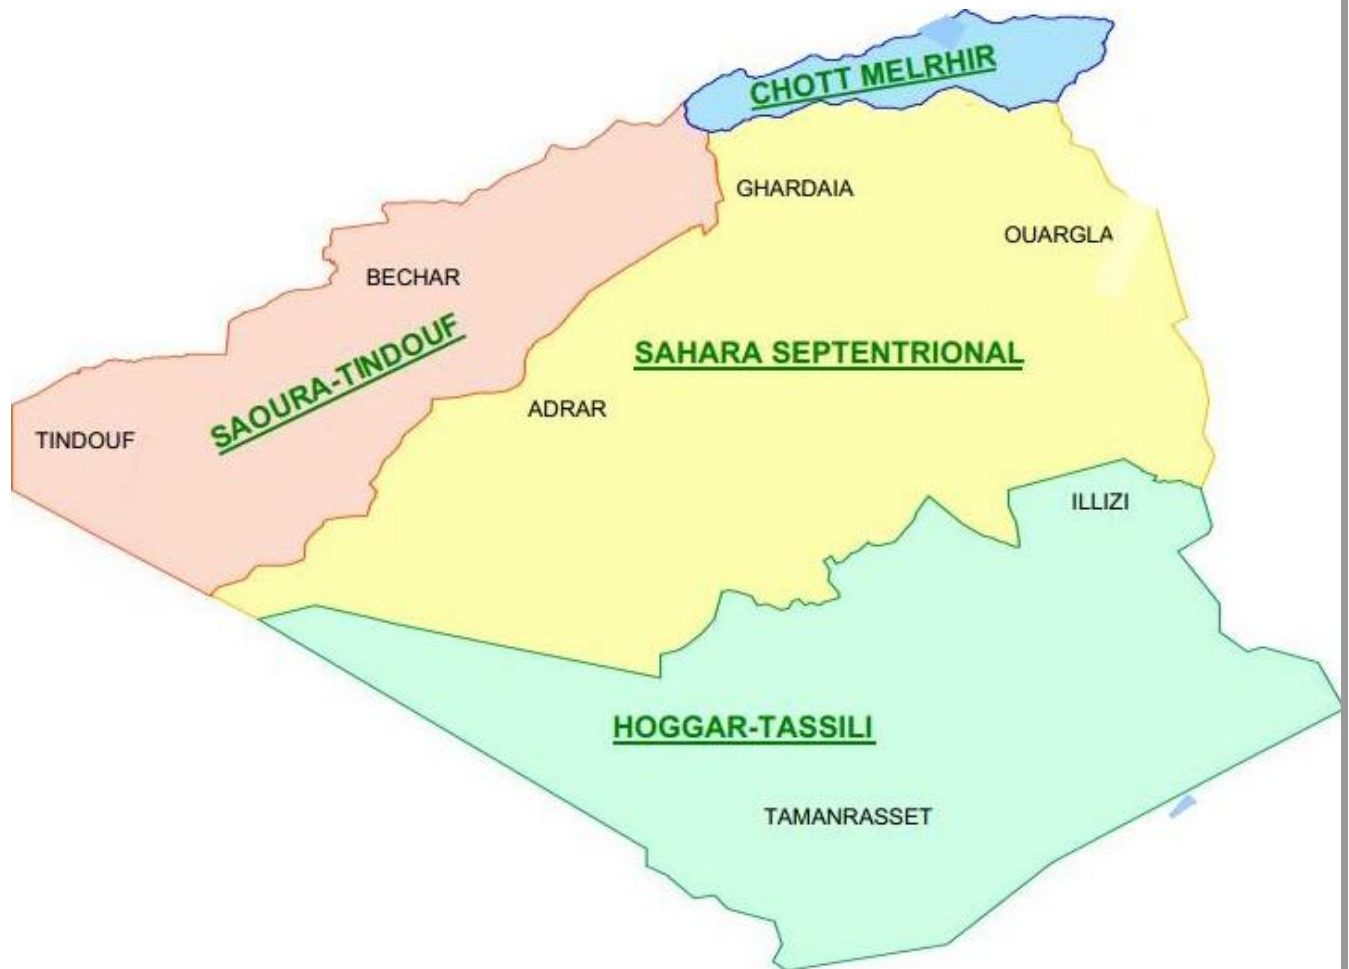 CHOTT MELRHIR
GHARDAIA
OUARGLA
BECHAR
SAOURA-TINDOUF
SAHARA SEPTENTRIONAL
ADRAR
TINDOUF
ILLIZI
HOGGAR-TASSILI
TAMANRASSET